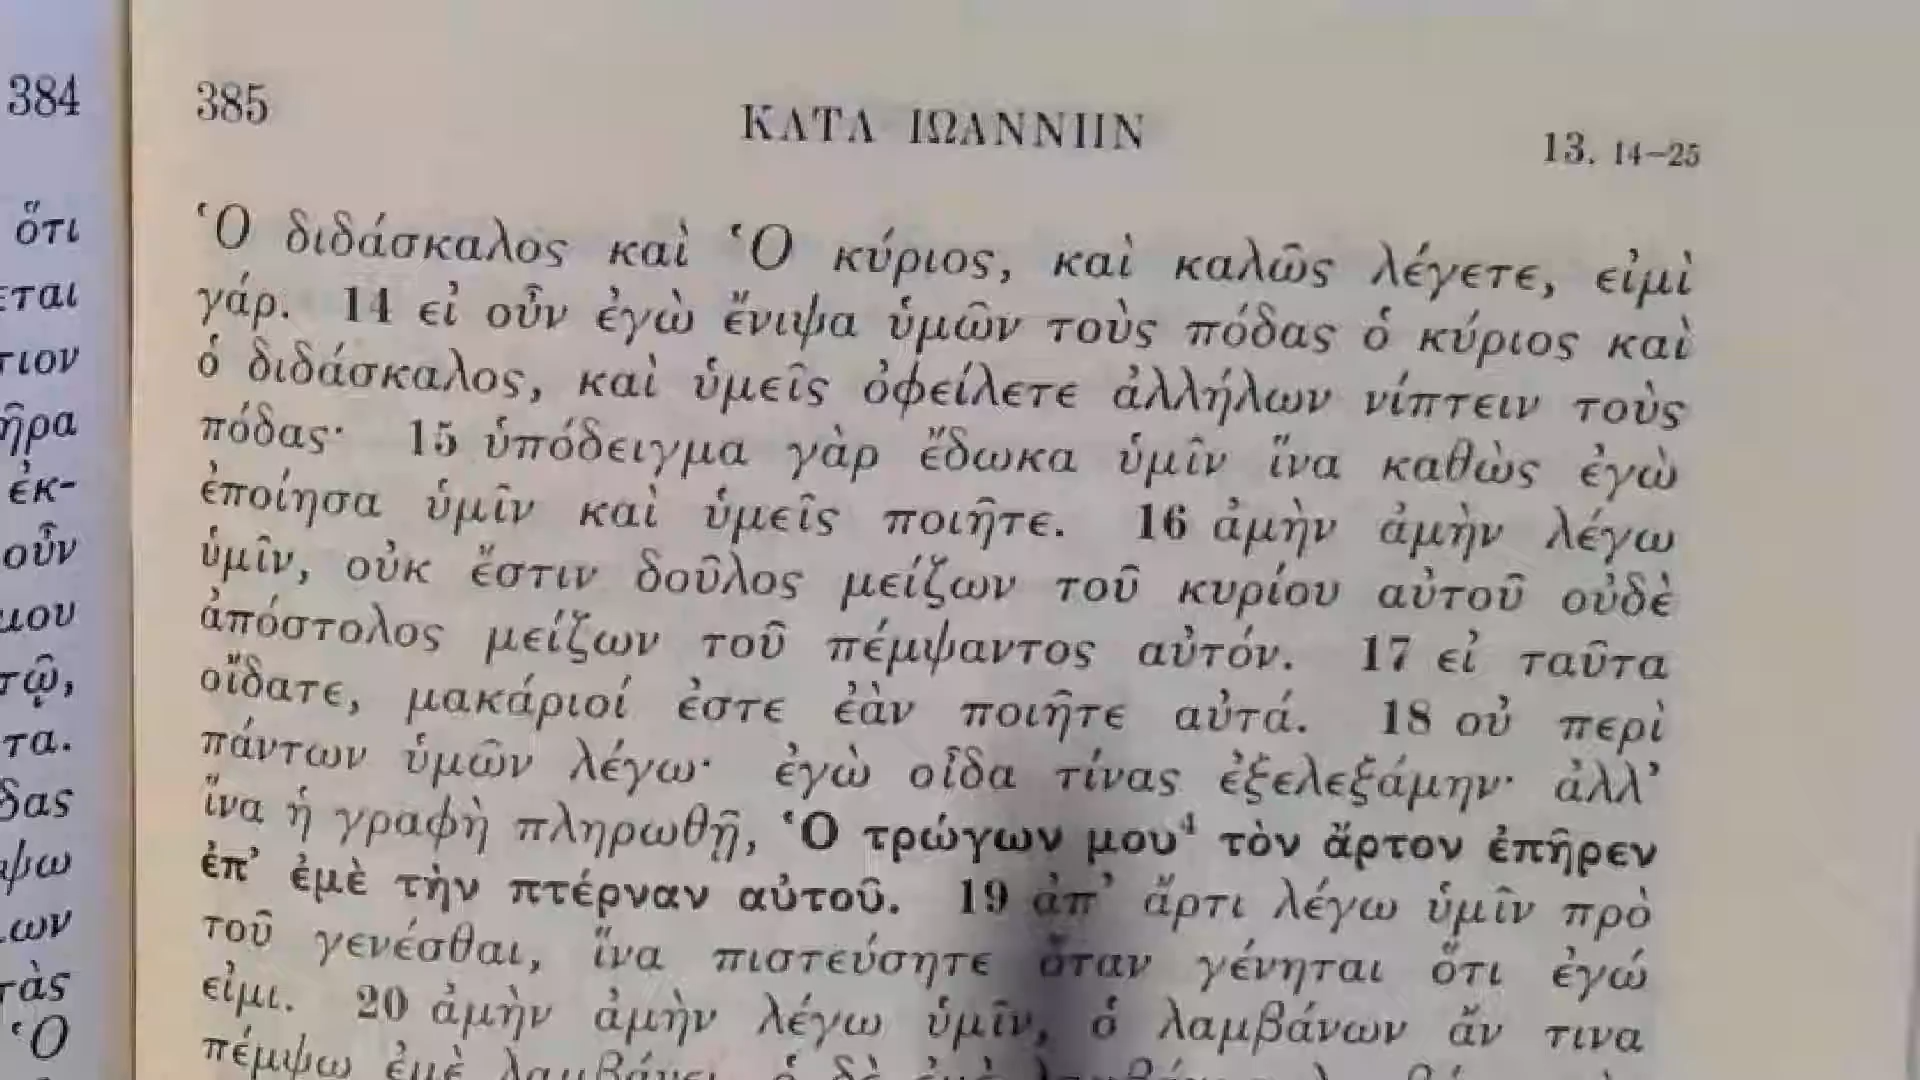 384
ὅτι
εται
τιον
ῆρα
ἐκ-
οὖν
μου
τῷ,
τα.
δας
ψω
ων
τὰς
Ὁ
385 ΚΑΤΑ ΙΩΑΝΝΗΝ 13. 14–25
Ὁ διδάσκαλος καὶ Ὁ κύριος, καὶ καλῶς λέγετε, εἰμὶ
γάρ. 14 εἰ οὖν ἐγὼ ἔνιψα ὑμῶν τοὺς πόδας ὁ κύριος καὶ
ὁ διδάσκαλος, καὶ ὑμεῖς ὀφείλετε ἀλλήλων νίπτειν τοὺς
πόδας· 15 ὑπόδειγμα γὰρ ἔδωκα ὑμῖν ἵνα καθὼς ἐγὼ
ἐποίησα ὑμῖν καὶ ὑμεῖς ποιῆτε. 16 ἀμὴν ἀμὴν λέγω
ὑμῖν, οὐκ ἔστιν δοῦλος μείζων τοῦ κυρίου αὐτοῦ οὐδὲ
ἀπόστολος μείζων τοῦ πέμψαντος αὐτόν. 17 εἰ ταῦτα
οἴδατε, μακάριοί ἐστε ἐὰν ποιῆτε αὐτά. 18 οὐ περὶ
πάντων ὑμῶν λέγω· ἐγὼ οἶδα τίνας ἐξελεξάμην· ἀλλ’
ἵνα ἡ γραφὴ πληρωθῇ, Ὁ τρώγων μου⁴ τὸν ἄρτον ἐπῆρεν
ἐπ’ ἐμὲ τὴν πτέρναν αὐτοῦ. 19 ἀπ’ ἄρτι λέγω ὑμῖν πρὸ
τοῦ γενέσθαι, ἵνα πιστεύσητε ὅταν γένηται ὅτι ἐγώ
εἰμι. 20 ἀμὴν ἀμὴν λέγω ὑμῖν, ὁ λαμβάνων ἄν τινα
πέμψω ἐμὲ λαμβάνει, ὁ δὲ ἐμὲ